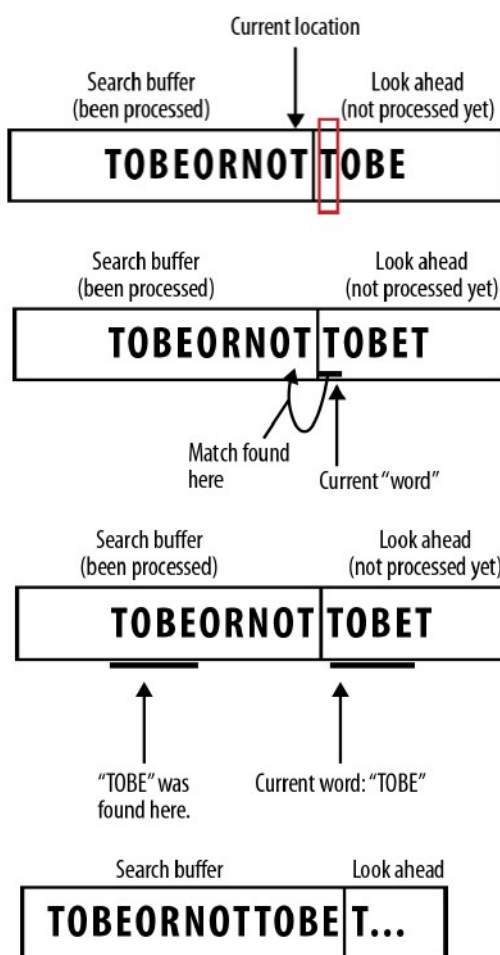 Current location
Search buffer
(been processed)
Look ahead
(not processed yet)
TOBEORNOT TOBE
Search buffer
(been processed)
Look ahead
(not processed yet)
TOBEORNOT TOBET
Match found
here
Current “word”
Search buffer
(been processed)
Look ahead
(not processed yet)
TOBEORNOT TOBET
“TOBE” was
found here.
Current word: “TOBE”
Search buffer
Look ahead
TOBEORNOTTOBE T...